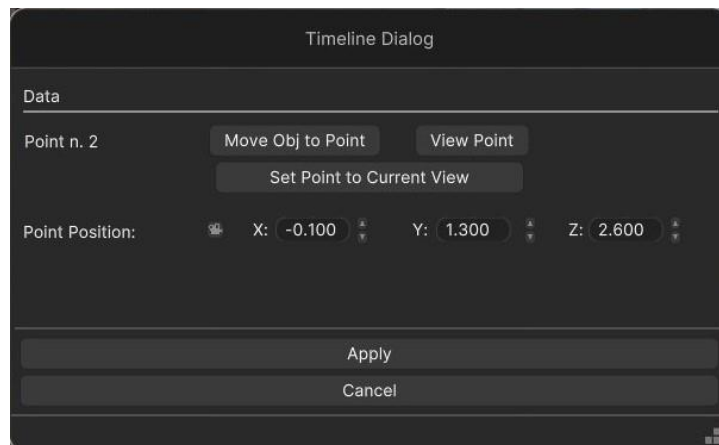 Timeline Dialog
Data
Point n. 2 Move Obj to Point View Point
Set Point to Current View
Point Position: X: -0.100 Y: 1.300 Z: 2.600
Apply
Cancel